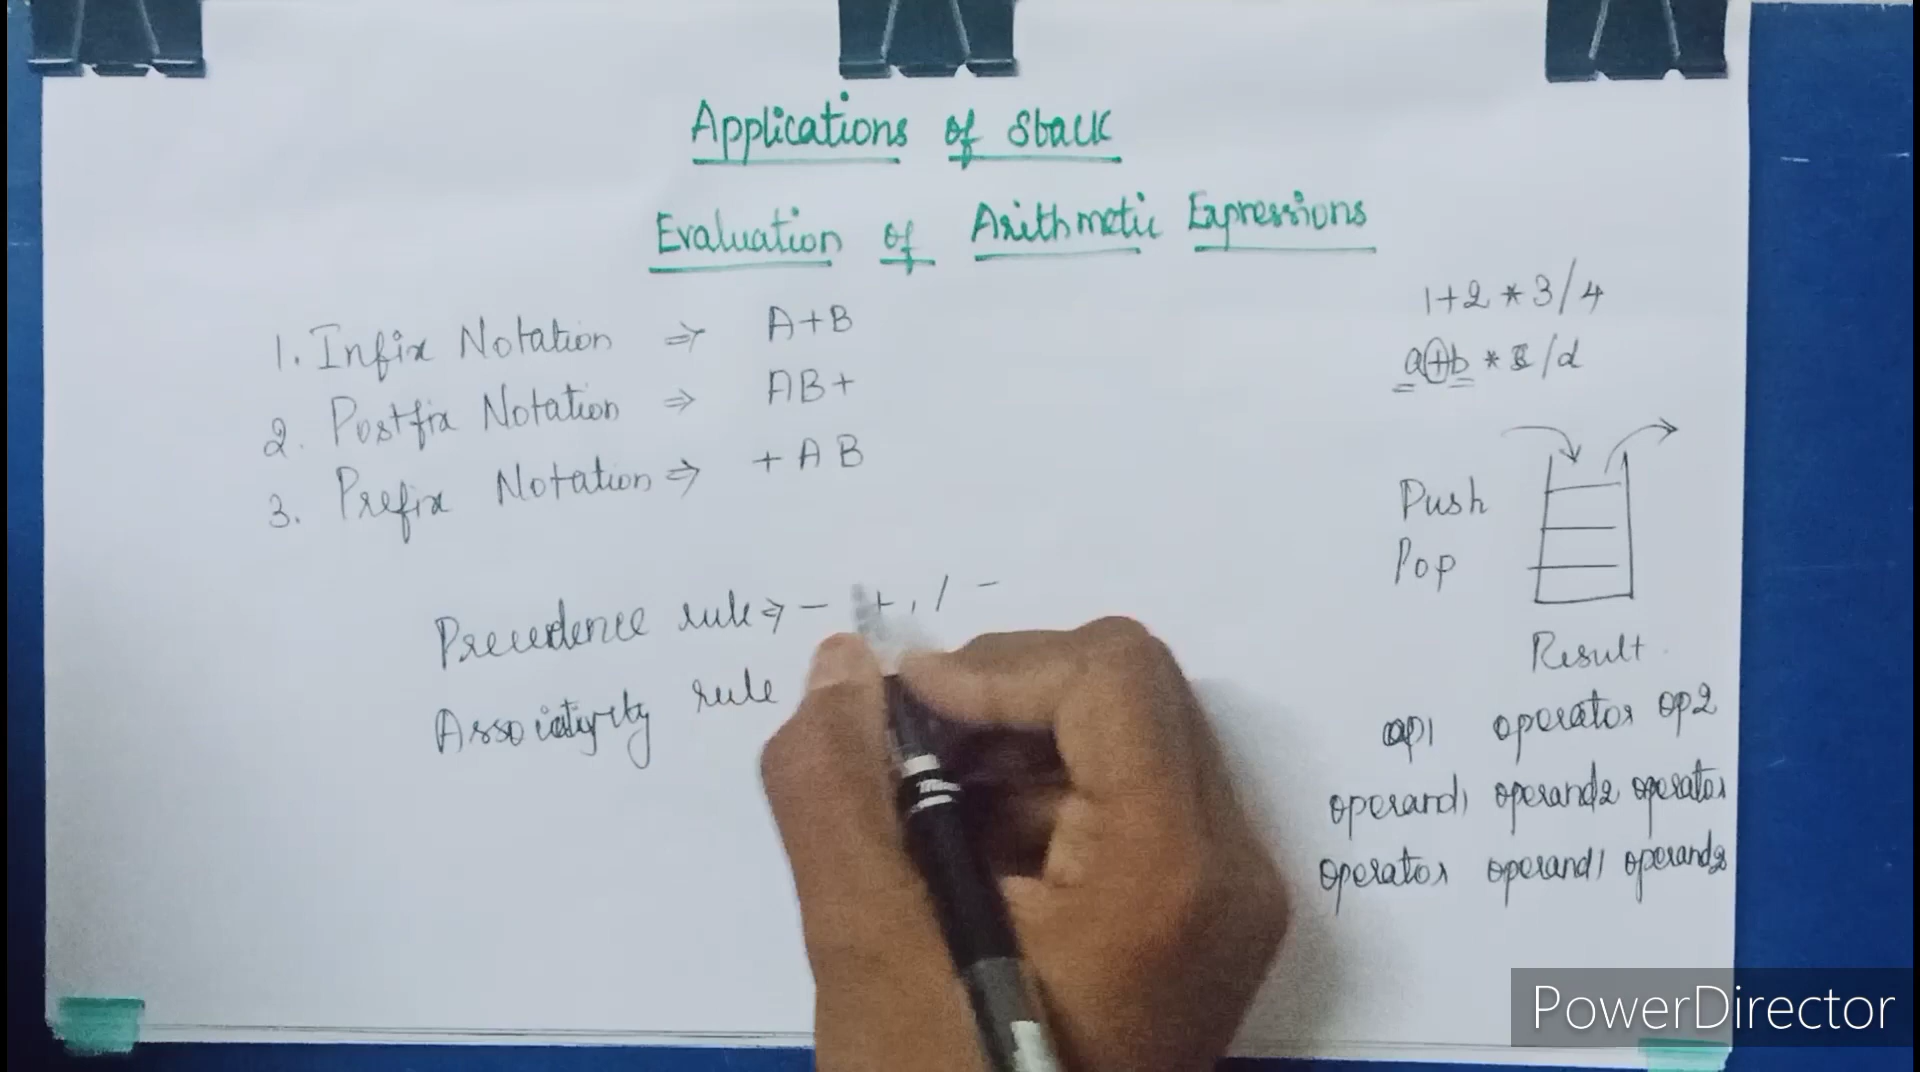 Applications of Stack
Evaluation of Arithmetic Expressions
1. Infix Notation ⇒ A+B
2. Postfix Notation ⇒ AB+
3. Prefix Notation ⇒ +AB
Precedence rule ⇒ - + , / -
Associativity rule
1+2*3/4
a+b * /d
Push
Pop
Result
op1 operator op2
operand1 operand2 operator
operator operand1 operand2
PowerDirector